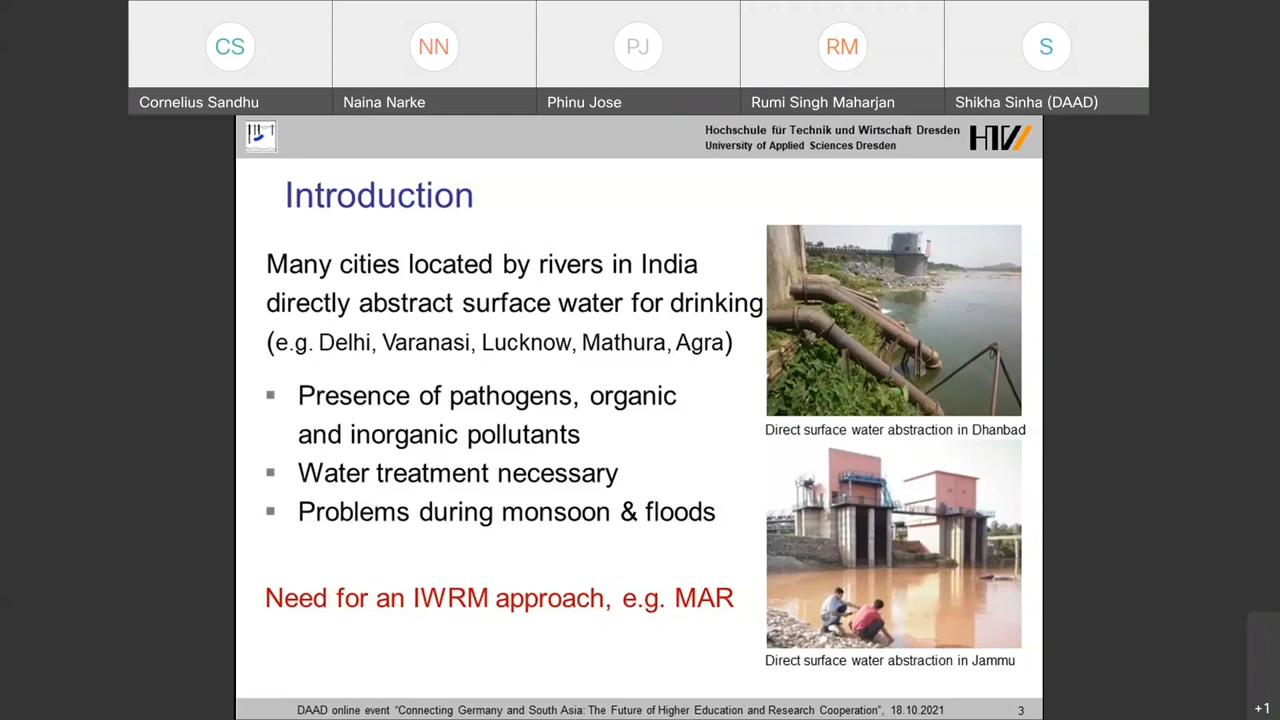 CS
NN
PJ
RM
S
Cornelius Sandhu
Naina Narke
Phinu Jose
Rumi Singh Maharjan
Shikha Sinha (DAAD)
Hochschule für Technik und Wirtschaft Dresden
University of Applied Sciences Dresden
HTW
Introduction
Many cities located by rivers in India
directly abstract surface water for drinking
(e.g. Delhi, Varanasi, Lucknow, Mathura, Agra)
▪ Presence of pathogens, organic
and inorganic pollutants
▪ Water treatment necessary
▪ Problems during monsoon & floods
Need for an IWRM approach, e.g. MAR
Direct surface water abstraction in Dhanbad
Direct surface water abstraction in Jammu
DAAD online event “Connecting Germany and South Asia: The Future of Higher Education and Research Cooperation”, 18.10.2021
3
+1